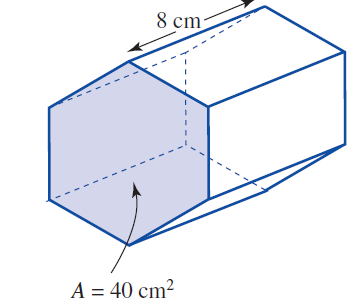 8 cm
A = 40 cm²